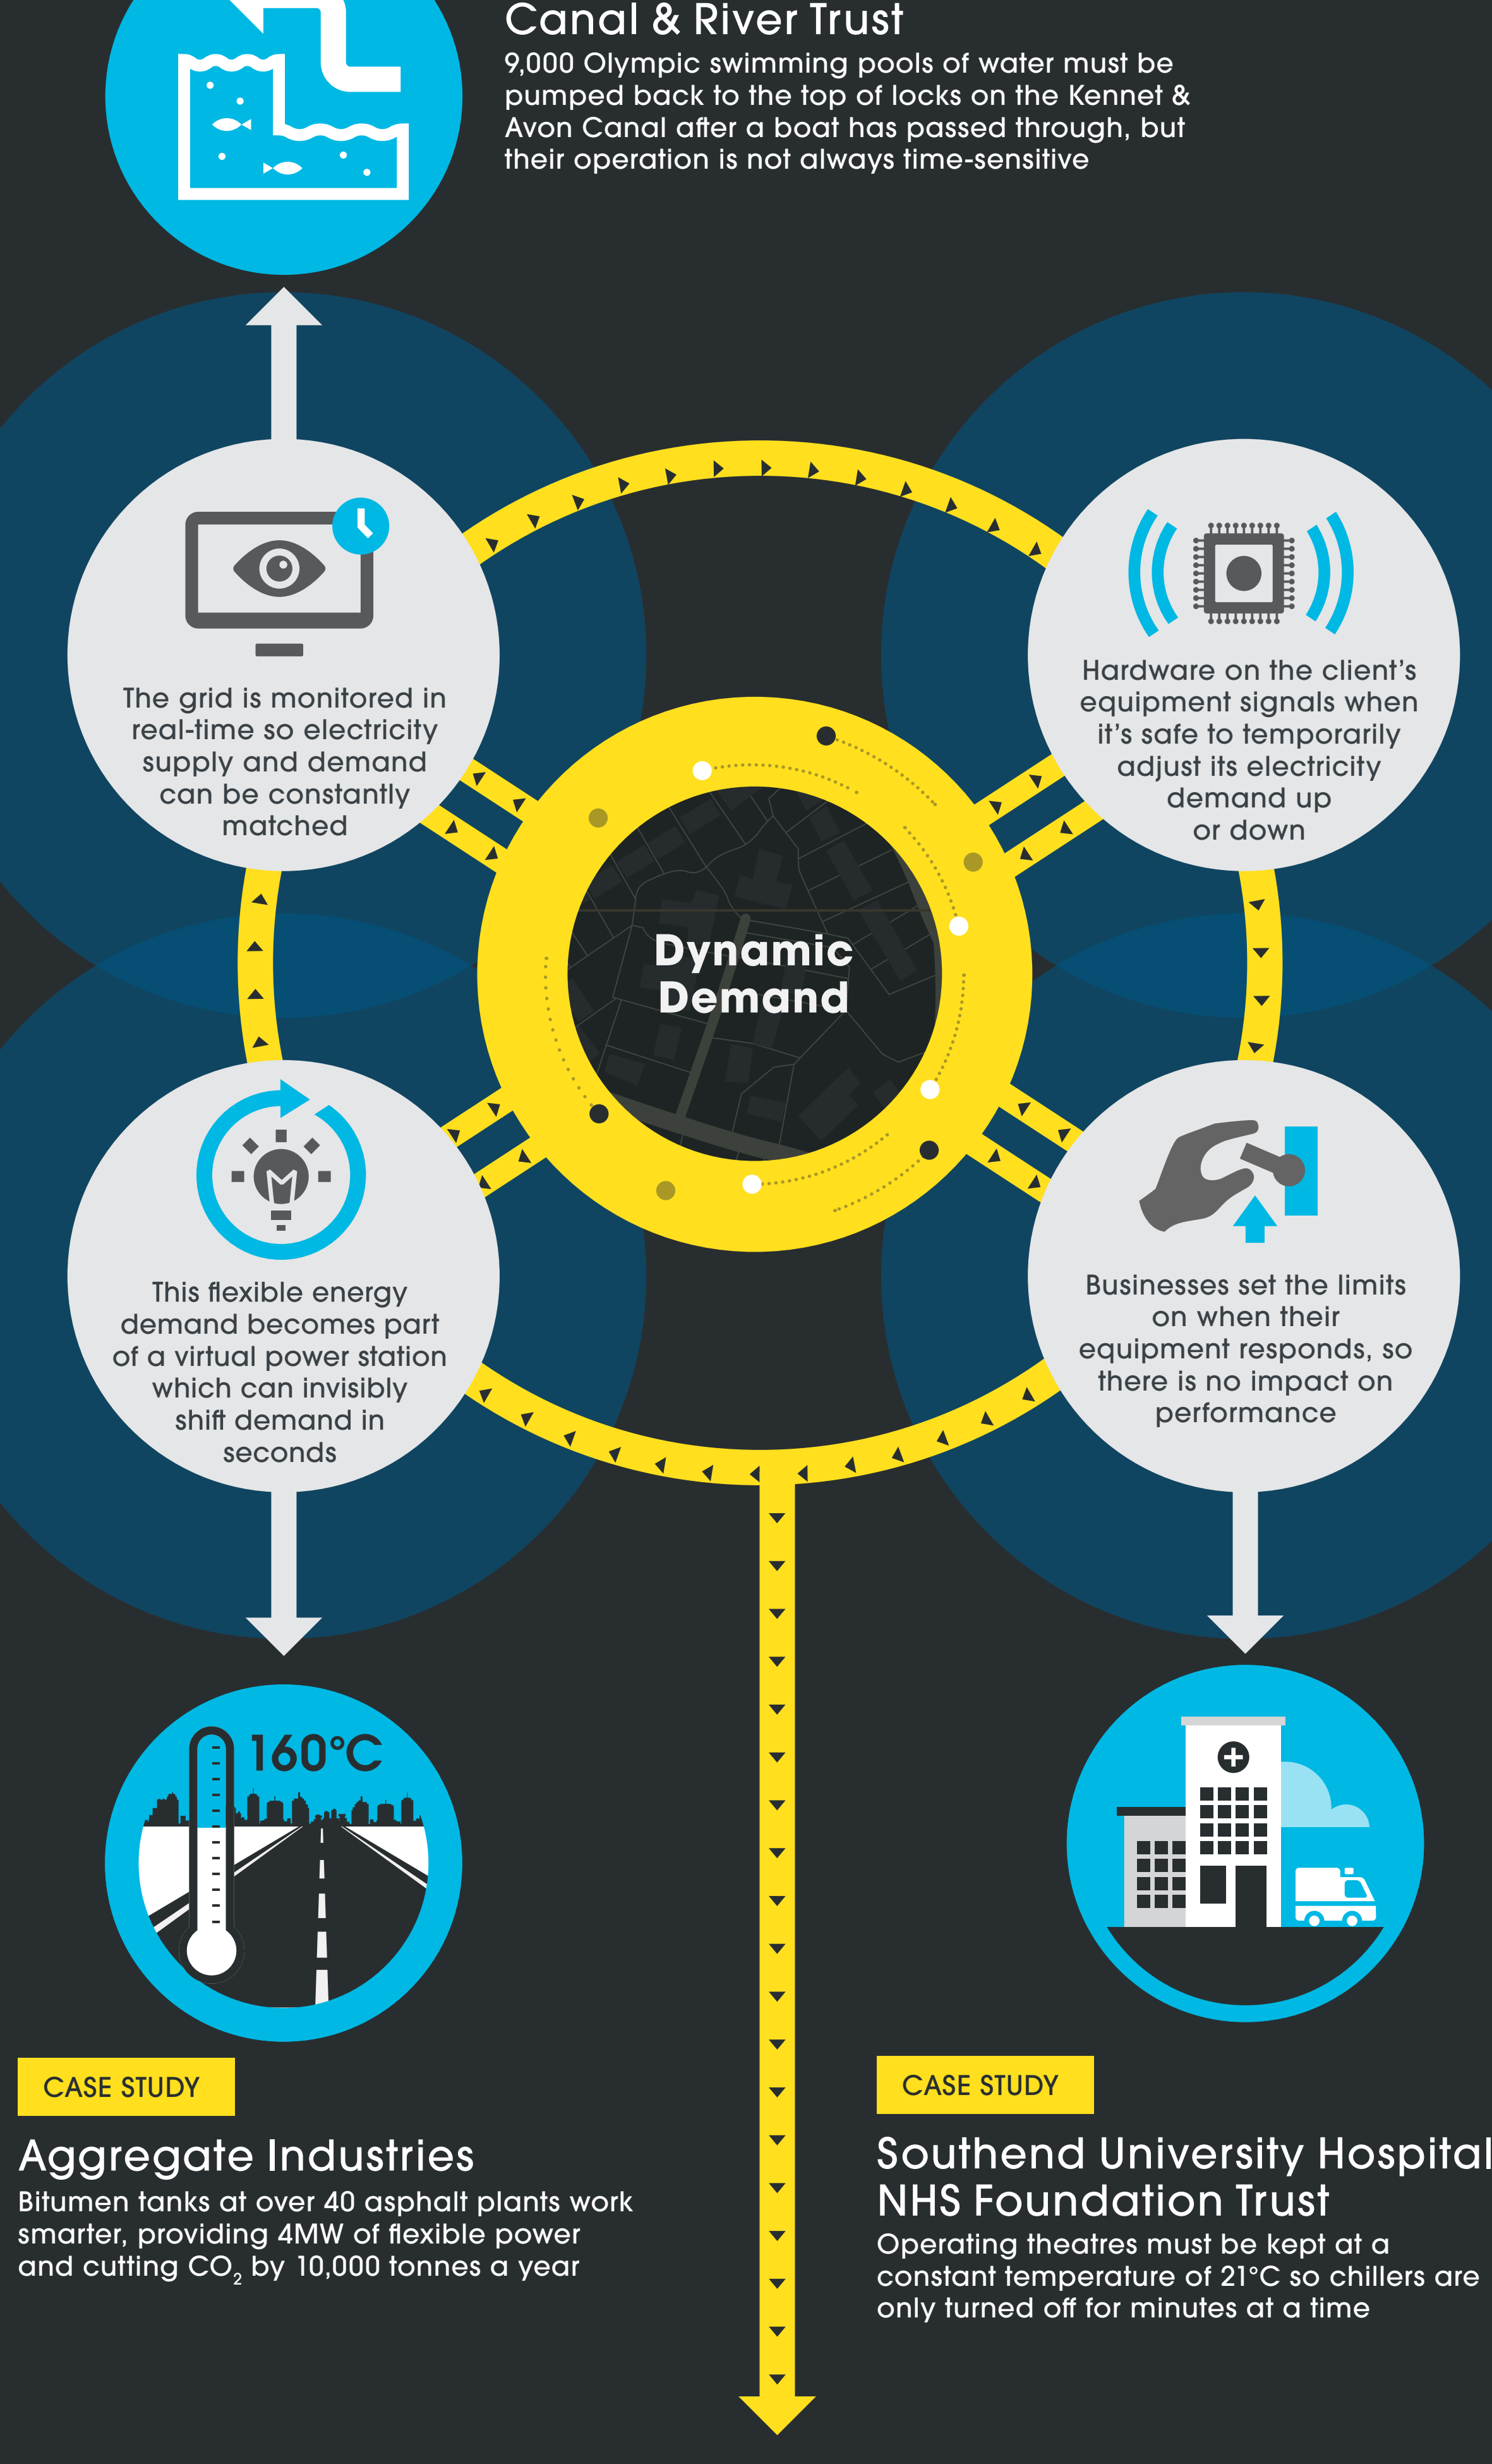 Canal & River Trust
9,000 Olympic swimming pools of water must be
pumped back to the top of locks on the Kennet &
Avon Canal after a boat has passed through, but
their operation is not always time-sensitive
The grid is monitored in
real-time so electricity
supply and demand
can be constantly
matched
Hardware on the client's
equipment signals when
it's safe to temporarily
adjust its electricity
demand up
or down
Dynamic
Demand
This flexible energy
demand becomes part
of a virtual power station
which can invisibly
shift demand in
seconds
Businesses set the limits
on when their
equipment responds, so
there is no impact on
performance
160°C
CASE STUDY
Aggregate Industries
Bitumen tanks at over 40 asphalt plants work
smarter, providing 4MW of flexible power
and cutting CO₂ by 10,000 tonnes a year
CASE STUDY
Southend University Hospital
NHS Foundation Trust
Operating theatres must be kept at a
constant temperature of 21°C so chillers are
only turned off for minutes at a time